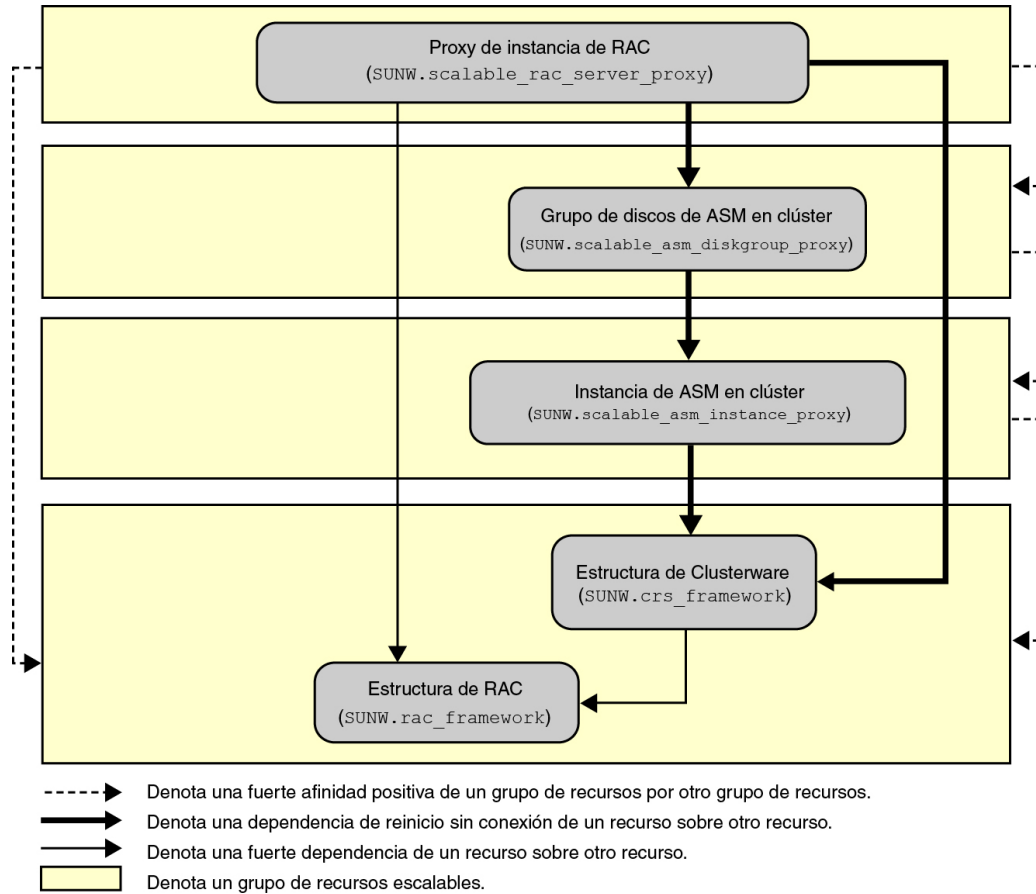 Proxy de instancia de RAC
(SUNW.scalable_rac_server_proxy)
Grupo de discos de ASM en clúster
(SUNW.scalable_asm_diskgroup_proxy)
Instancia de ASM en clúster
(SUNW.scalable_asm_instance_proxy)
Estructura de Clusterware
(SUNW.crs_framework)
Estructura de RAC
(SUNW.rac_framework)
Denota una fuerte afinidad positiva de un grupo de recursos por otro grupo de recursos.
Denota una dependencia de reinicio sin conexión de un recurso sobre otro recurso.
Denota una fuerte dependencia de un recurso sobre otro recurso.
Denota un grupo de recursos escalables.